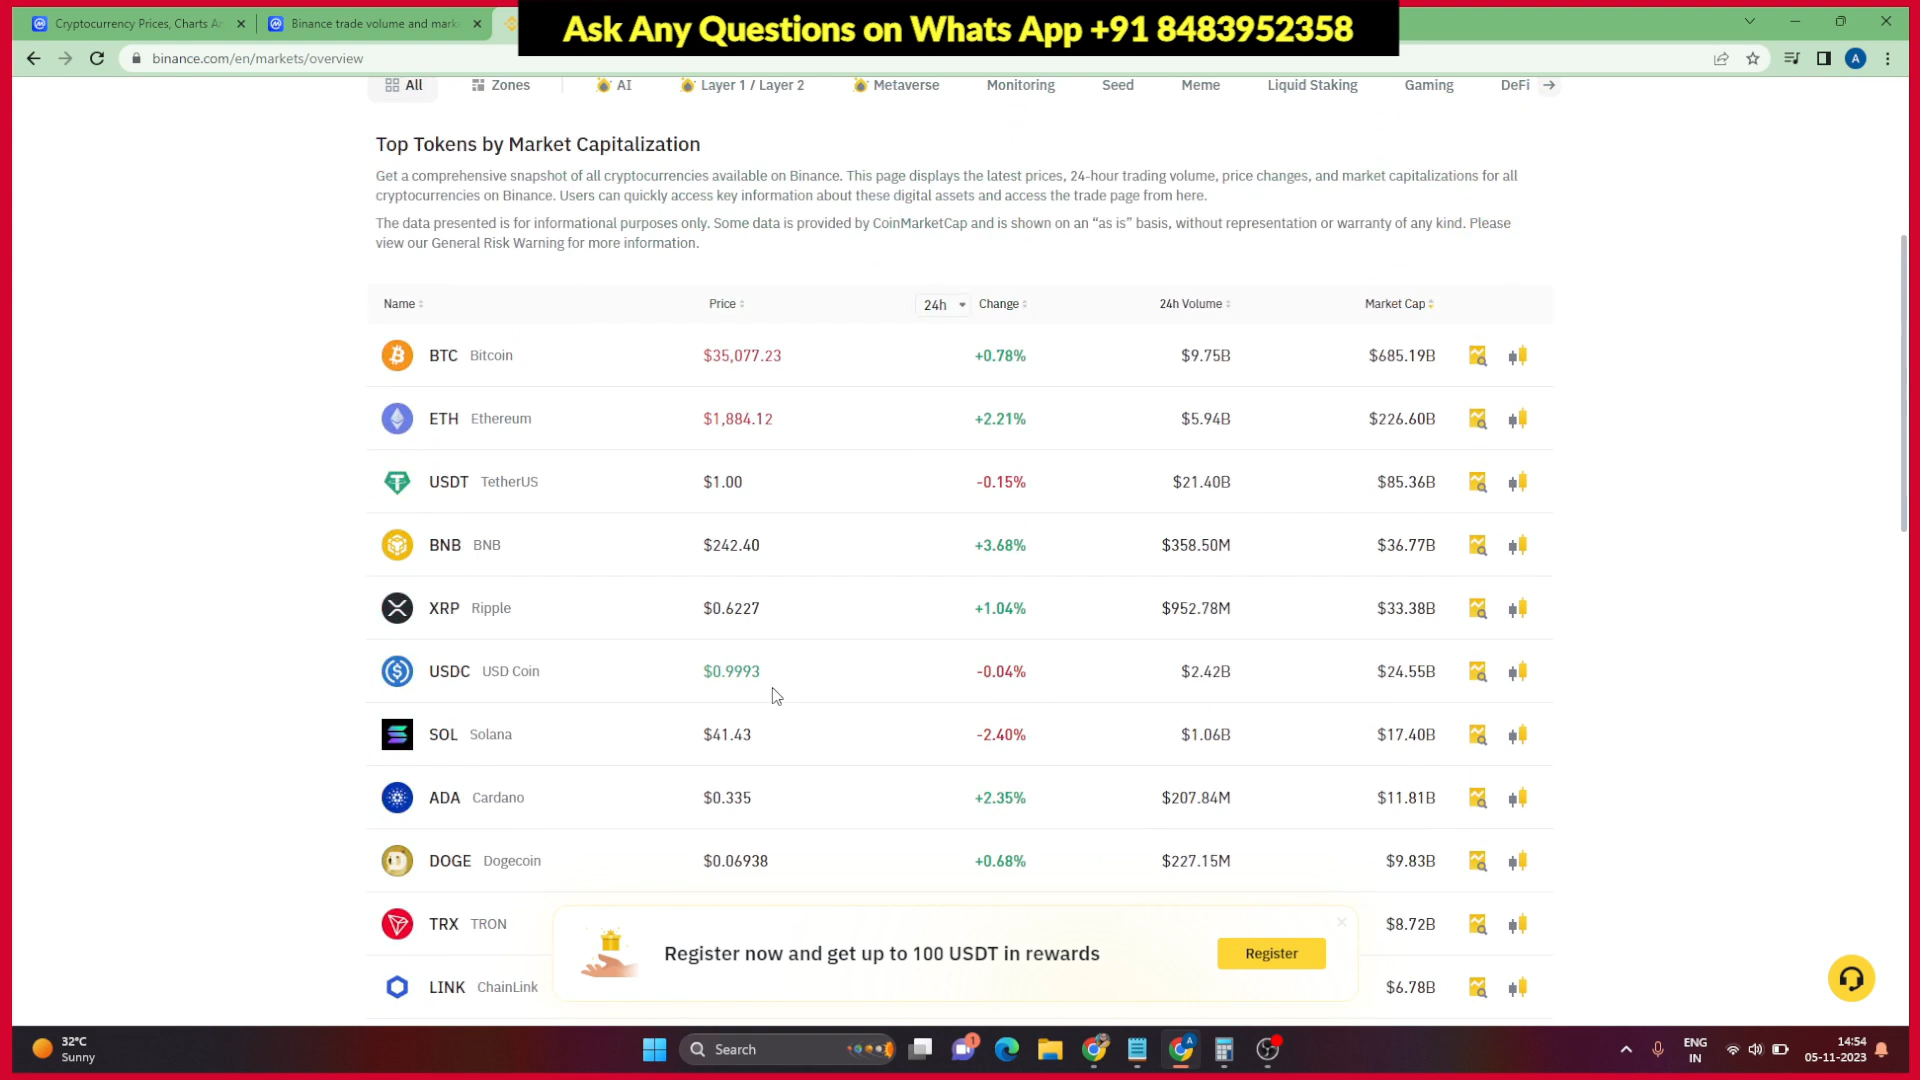 Cryptocurrency Prices, Charts A
Binance trade volume and mark
Ask Any Questions on Whats App +91 8483952358
binance.com/en/markets/overview
A
All Zones AI Layer 1 / Layer 2 Metaverse Monitoring Seed Meme Liquid Staking Gaming DeFi
Top Tokens by Market Capitalization
Get a comprehensive snapshot of all cryptocurrencies available on Binance. This page displays the latest prices, 24-hour trading volume, price changes, and market capitalizations for all
cryptocurrencies on Binance. Users can quickly access key information about these digital assets and access the trade page from here.
The data presented is for informational purposes only. Some data is provided by CoinMarketCap and is shown on an “as is” basis, without representation or warranty of any kind. Please
view our General Risk Warning for more information.
Name Price 24h Change 24h Volume Market Cap
BTC Bitcoin $35,077.23 +0.78% $9.75B $685.19B
ETH Ethereum $1,884.12 +2.21% $5.94B $226.60B
USDT TetherUS $1.00 -0.15% $21.40B $85.36B
BNB BNB $242.40 +3.68% $358.50M $36.77B
XRP Ripple $0.6227 +1.04% $952.78M $33.38B
USDC USD Coin $0.9993 -0.04% $2.42B $24.55B
SOL Solana $41.43 -2.40% $1.06B $17.40B
ADA Cardano $0.335 +2.35% $207.84M $11.81B
DOGE Dogecoin $0.06938 +0.68% $227.15M $9.83B
TRX TRON $8.72B
Register now and get up to 100 USDT in rewards Register
LINK ChainLink $6.78B
32°C
Sunny
Search
1
A
ENG
IN
14:54
05-11-2023